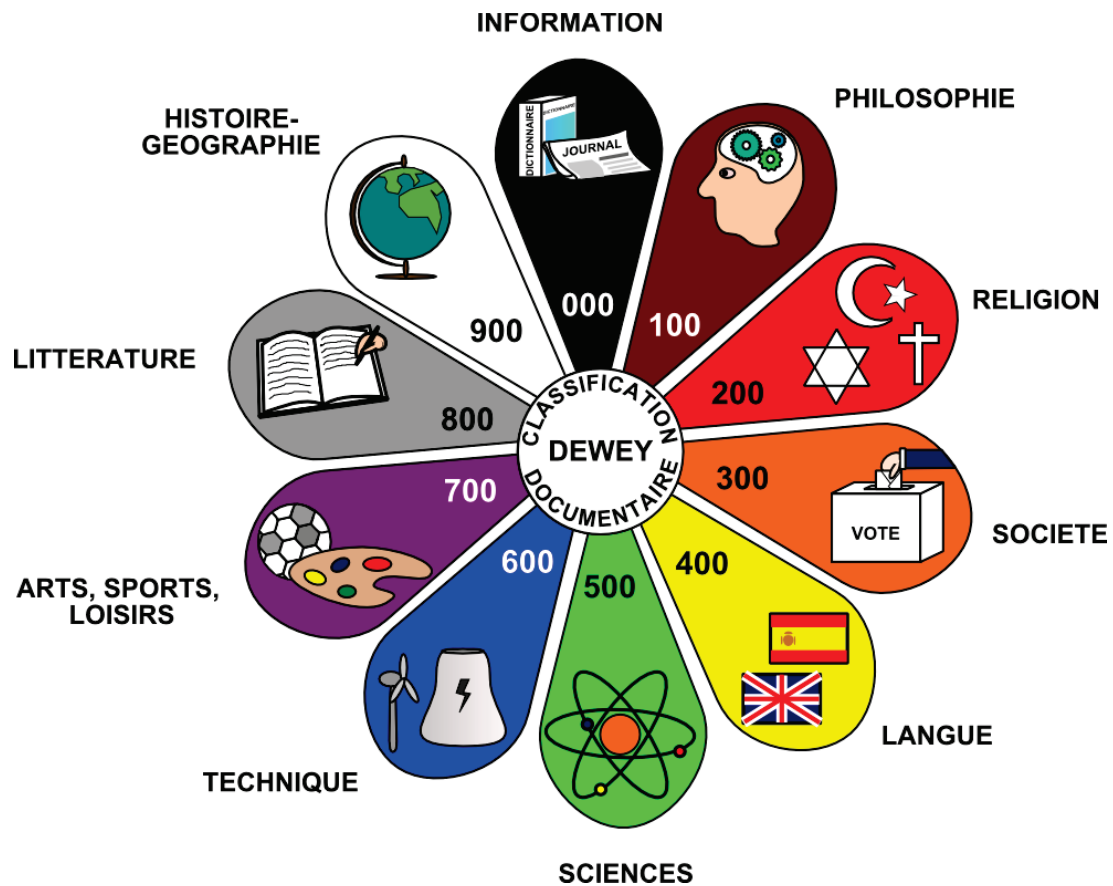 INFORMATION
PHILOSOPHIE
RELIGION
SOCIETE
LANGUE
SCIENCES
TECHNIQUE
ARTS, SPORTS,
LOISIRS
LITTERATURE
HISTOIRE-
GEOGRAPHIE
DICTIONNAIRE
DICTIONNAIRE
JOURNAL
VOTE
000
100
200
300
400
500
600
700
800
900
CLASSIFICATION
DEWEY
DOCUMENTAIRE